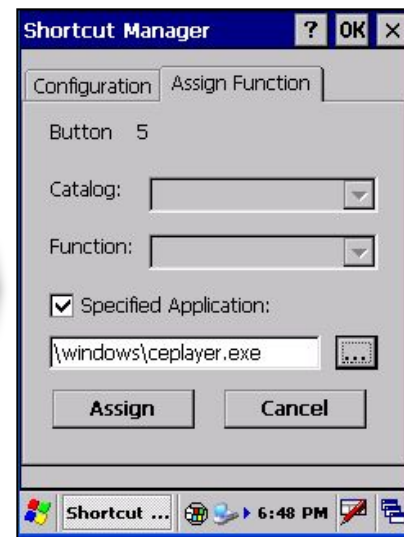 Shortcut Manager ? OK ×
Configuration Assign Function
Button 5
Catalog:
Function:
Specified Application:
\windows\ceplayer.exe ...
Assign Cancel
Shortcut ... 6:48 PM